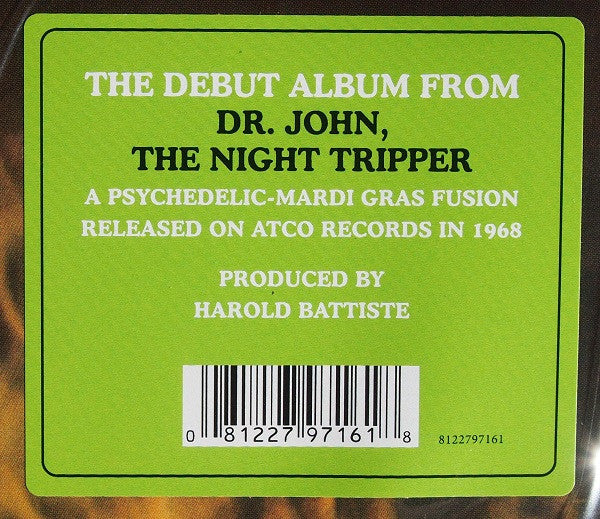 THE DEBUT ALBUM FROM
DR. JOHN,
THE NIGHT TRIPPER
A PSYCHEDELIC-MARDI GRAS FUSION
RELEASED ON ATCO RECORDS IN 1968
PRODUCED BY
HAROLD BATTISTE
0 81227 97161 8
8122797161